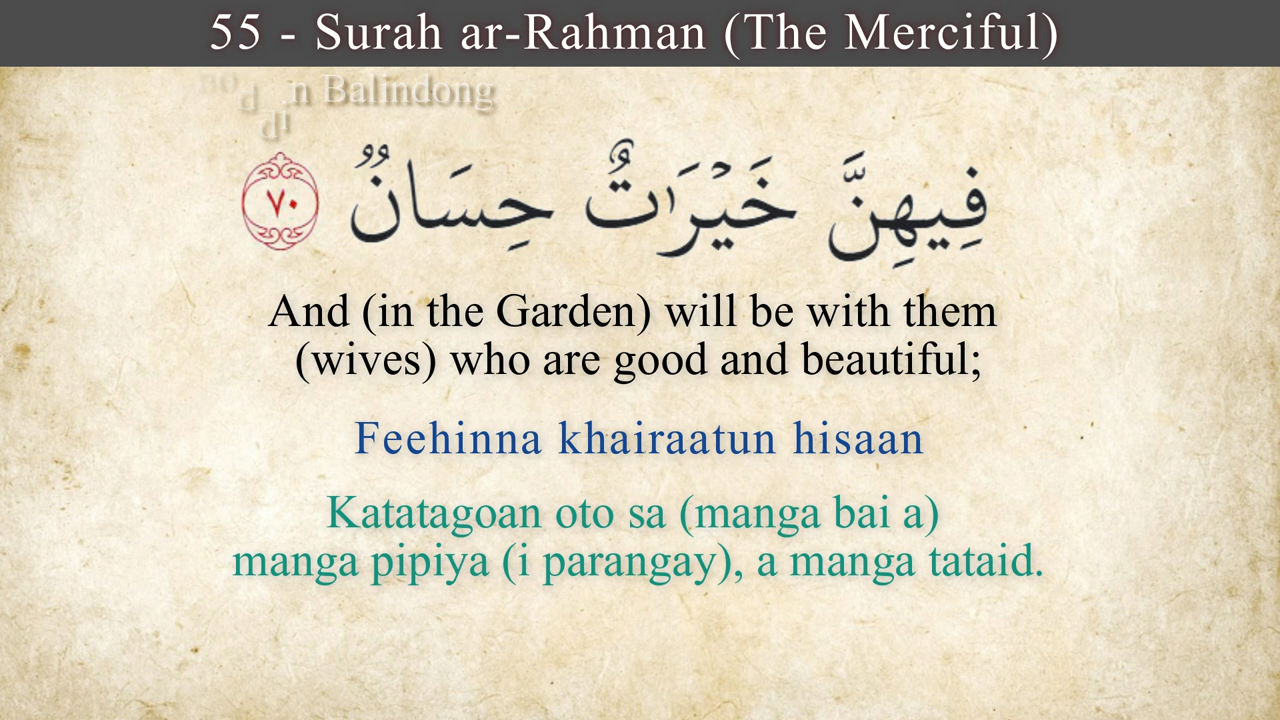 55 - Surah ar-Rahman (The Merciful)
Balindong
فِيهِنَّ خَيْرَٰتٌ حِسَانٌ ٧٠
And (in the Garden) will be with them
(wives) who are good and beautiful;
Feehinna khairaatun hisaan
Katatagoan oto sa (manga bai a)
manga pipiya (i parangay), a manga tataid.